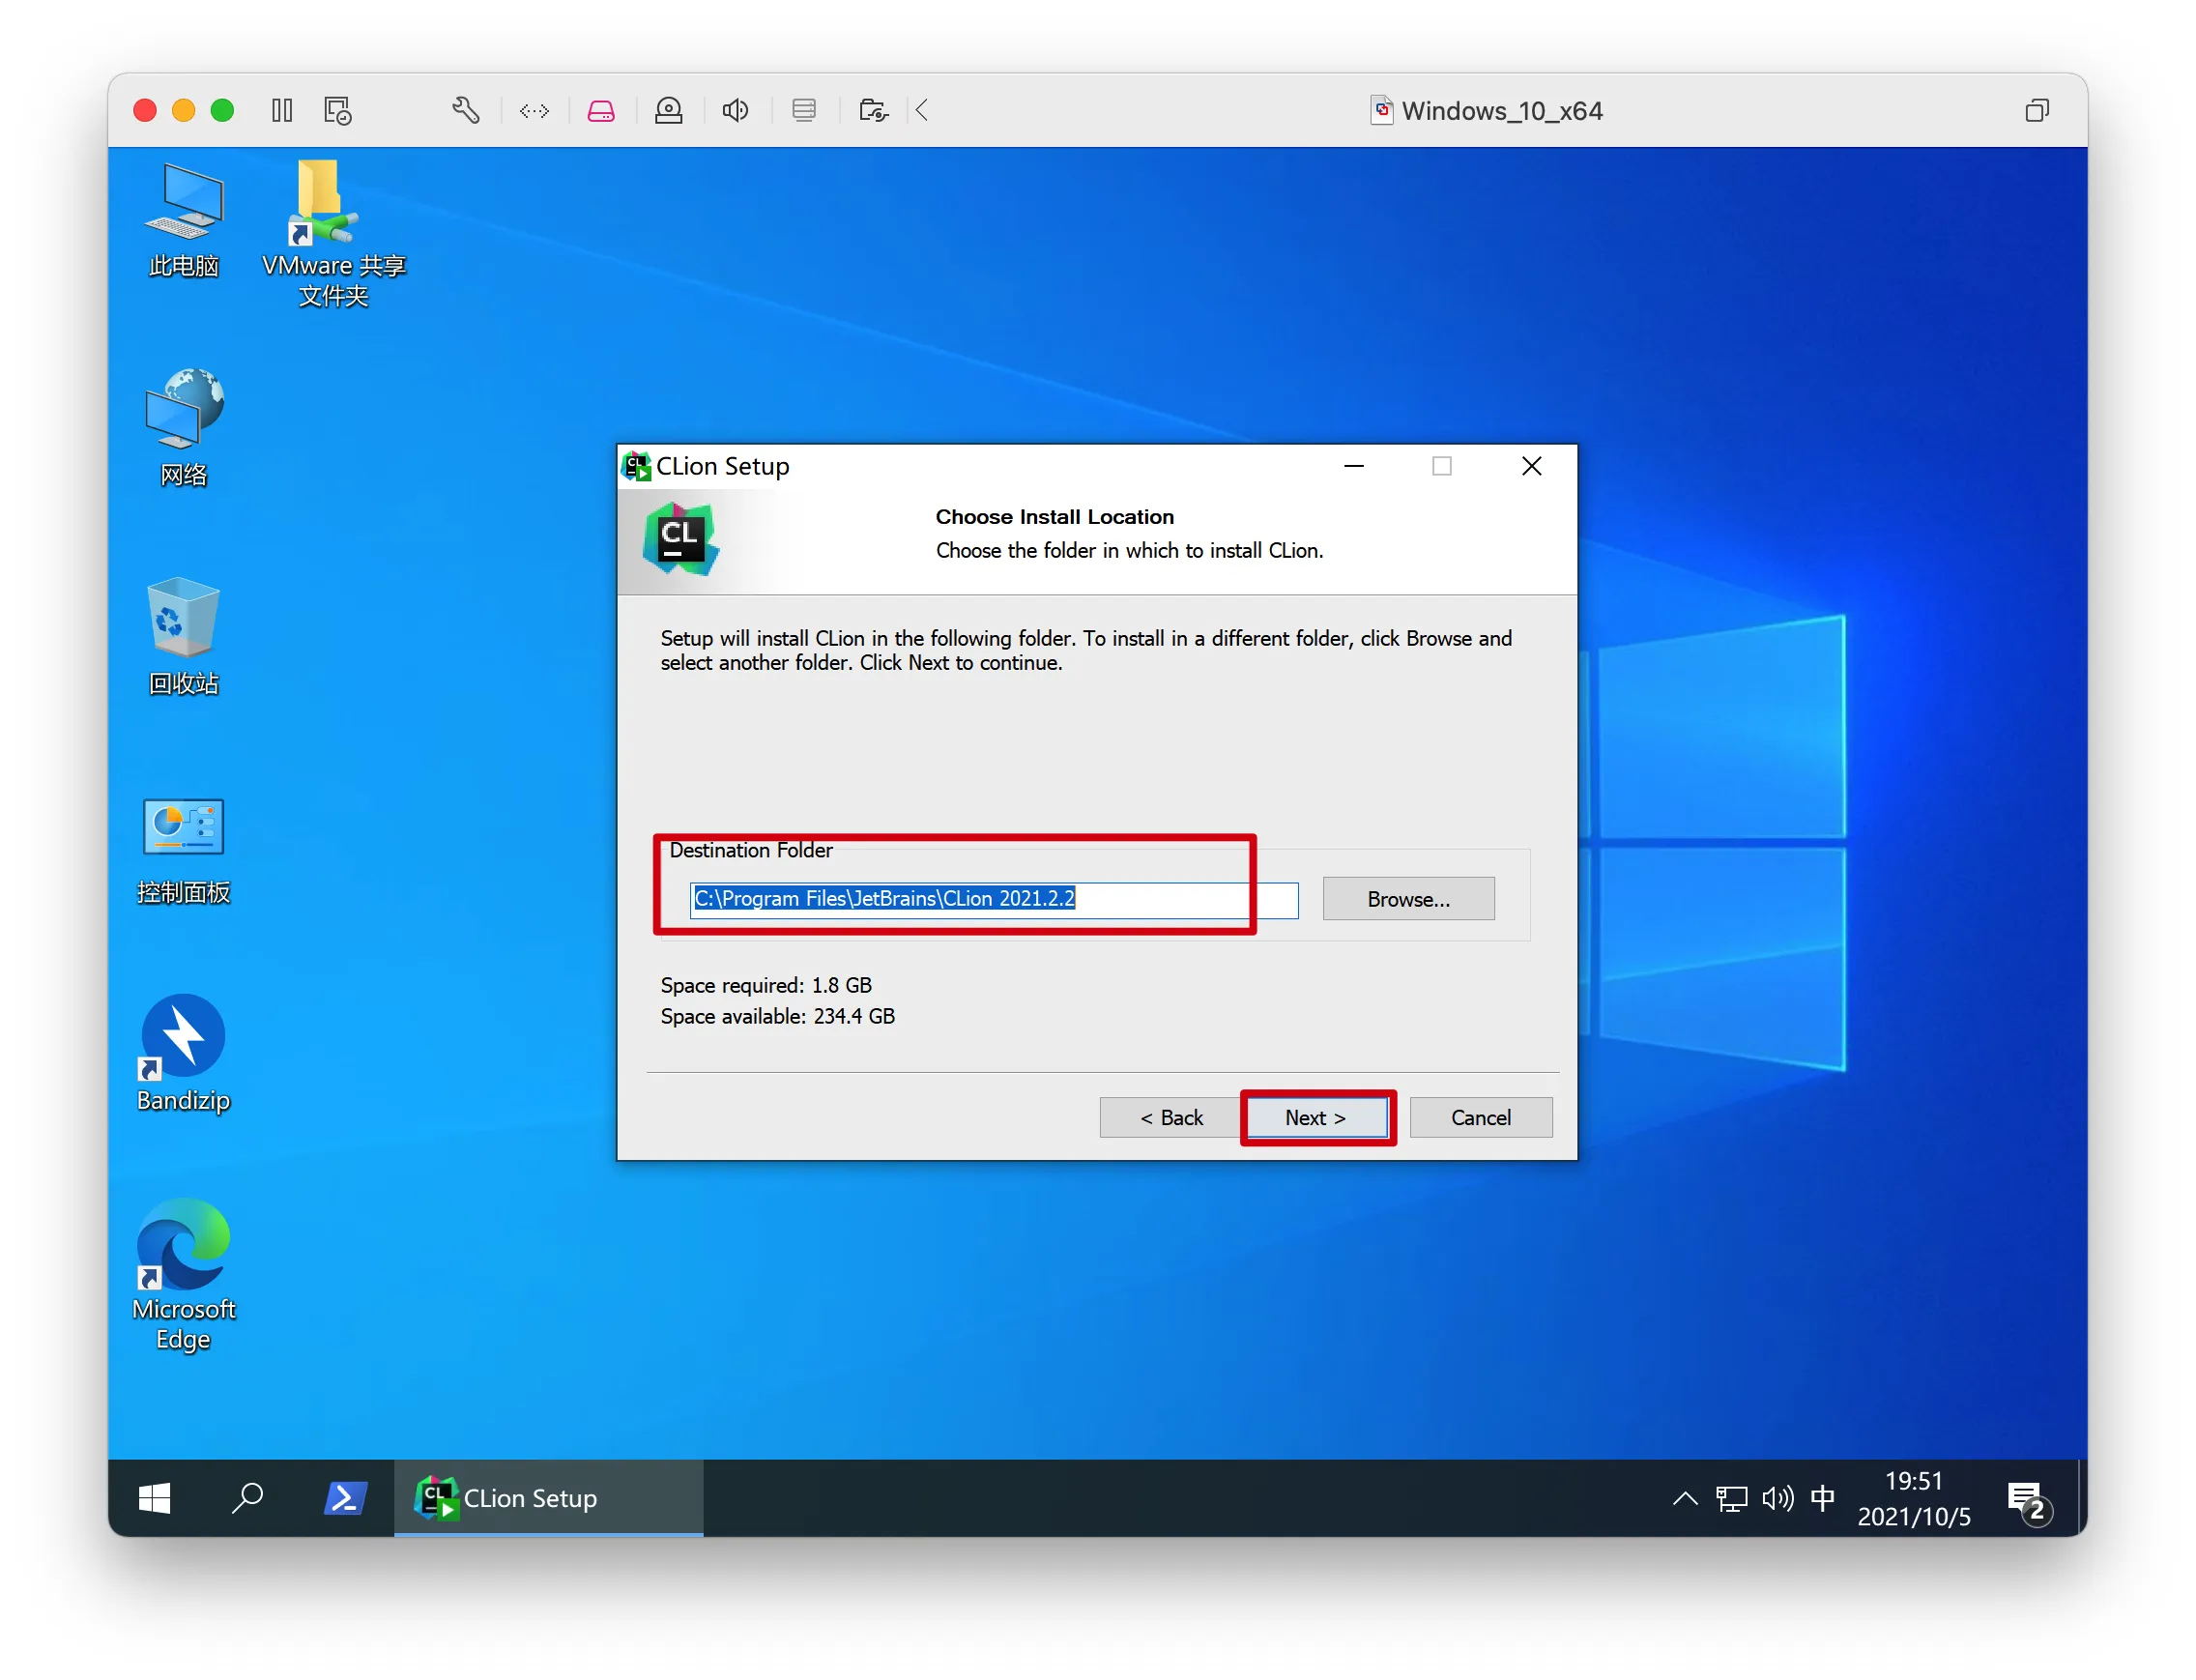 Windows_10_x64
此电脑
VMware 共享
文件夹
网络
回收站
控制面板
Bandizip
Microsoft
Edge
CL CLion Setup
CL
Choose Install Location
Choose the folder in which to install CLion.
Setup will install CLion in the following folder. To install in a different folder, click Browse and
select another folder. Click Next to continue.
Destination Folder
C:\Program Files\JetBrains\CLion 2021.2.2
Browse...
Space required: 1.8 GB
Space available: 234.4 GB
< Back
Next >
Cancel
CL CLion Setup
中
19:51
2021/10/5
2